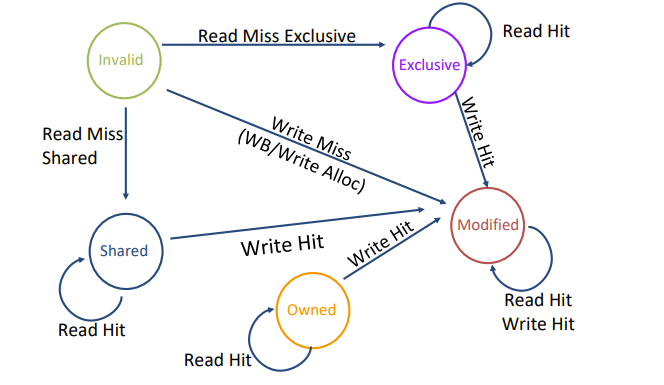 Read Miss Exclusive
Read Hit
Invalid
Exclusive
Write Miss
(WB/Write Alloc)
Write Hit
Read Miss
Shared
Shared
Write Hit
Write Hit
Modified
Read Hit
Write Hit
Owned
Read Hit
Read Hit